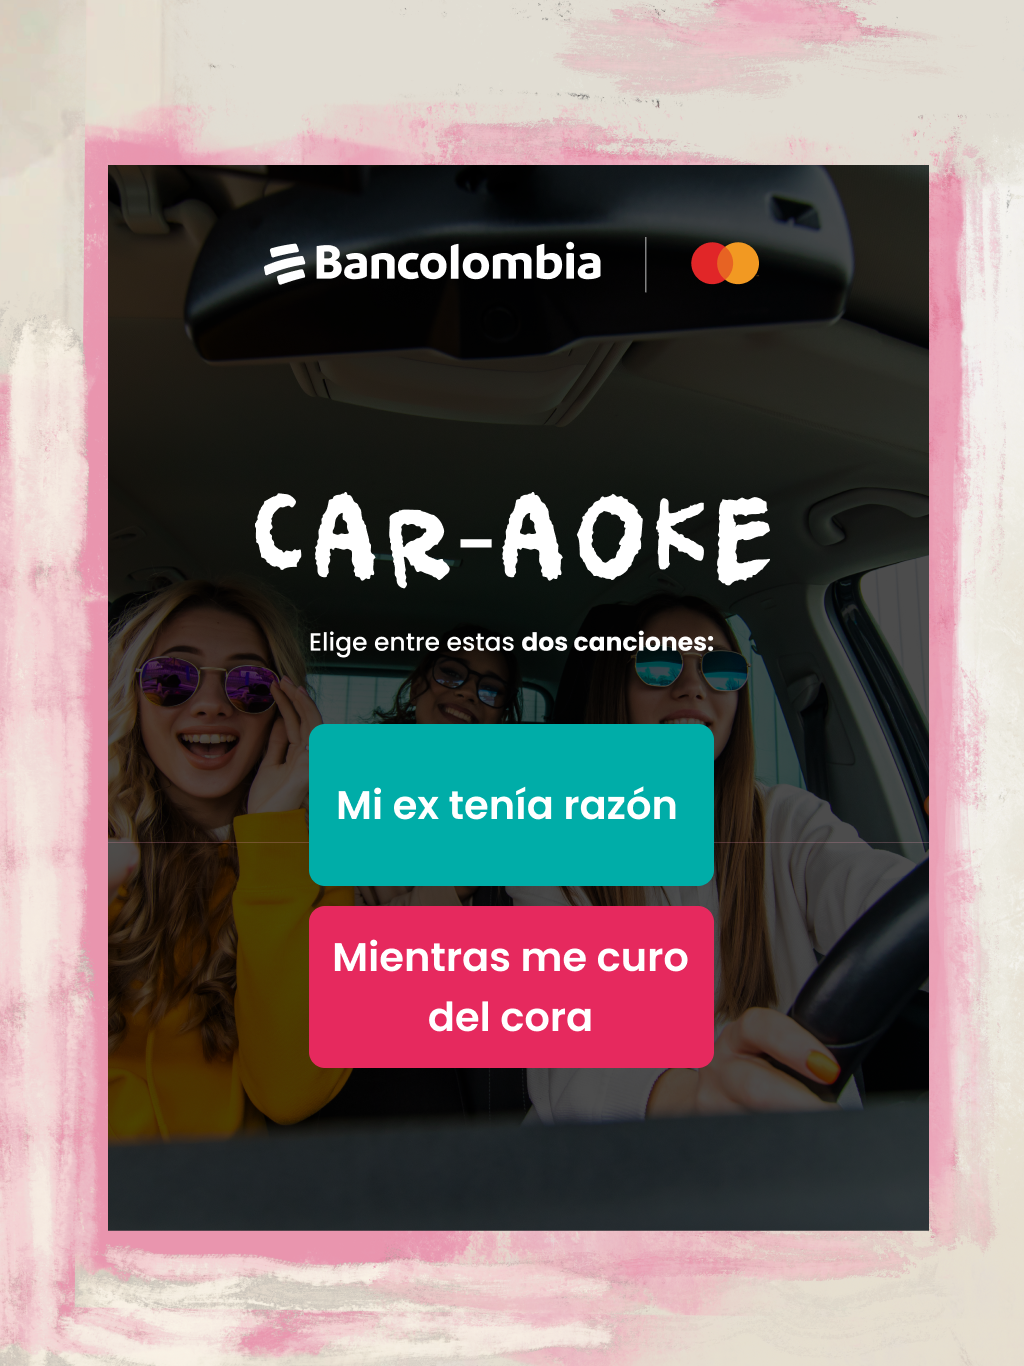 Bancolombia
CAR-AOKE
Elige entre estas dos canciones:
Mi ex tenía razón
Mientras me curo
del cora